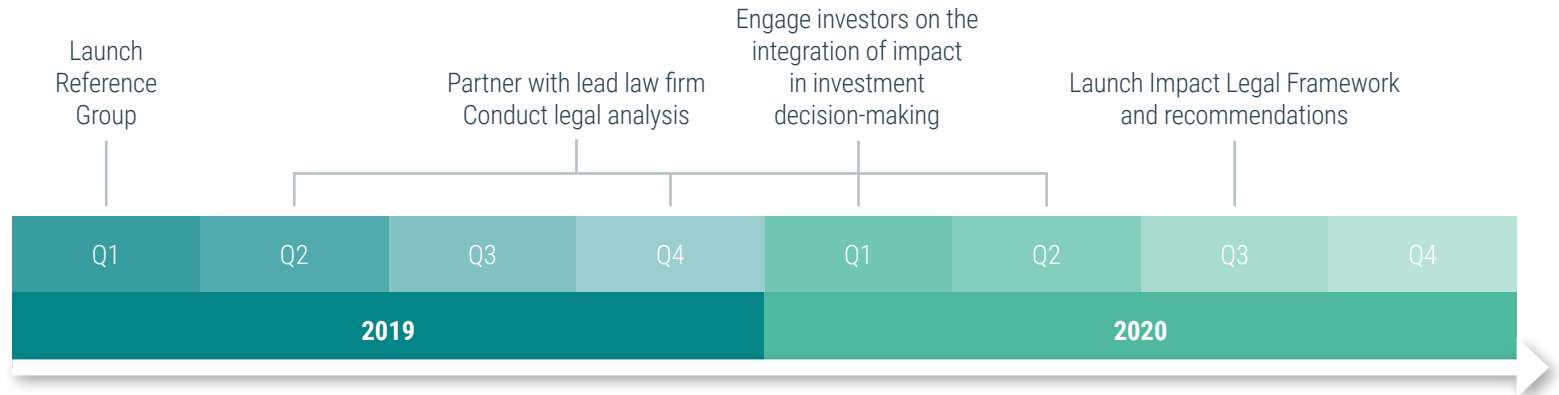 Launch
Reference
Group
Partner with lead law firm
Conduct legal analysis
Engage investors on the
integration of impact
in investment
decision-making
Launch Impact Legal Framework
and recommendations
Q1
Q2
Q3
Q4
Q1
Q2
Q3
Q4
2019
2020